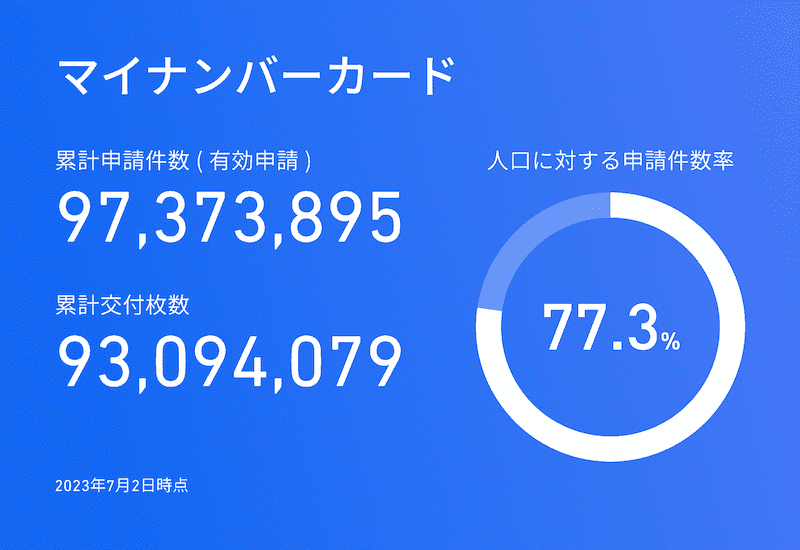 マイナンバーカード
累計申請件数 ( 有効申請 )
97,373,895
累計交付枚数
93,094,079
2023年7月2日時点
人口に対する申請件数率
77.3%